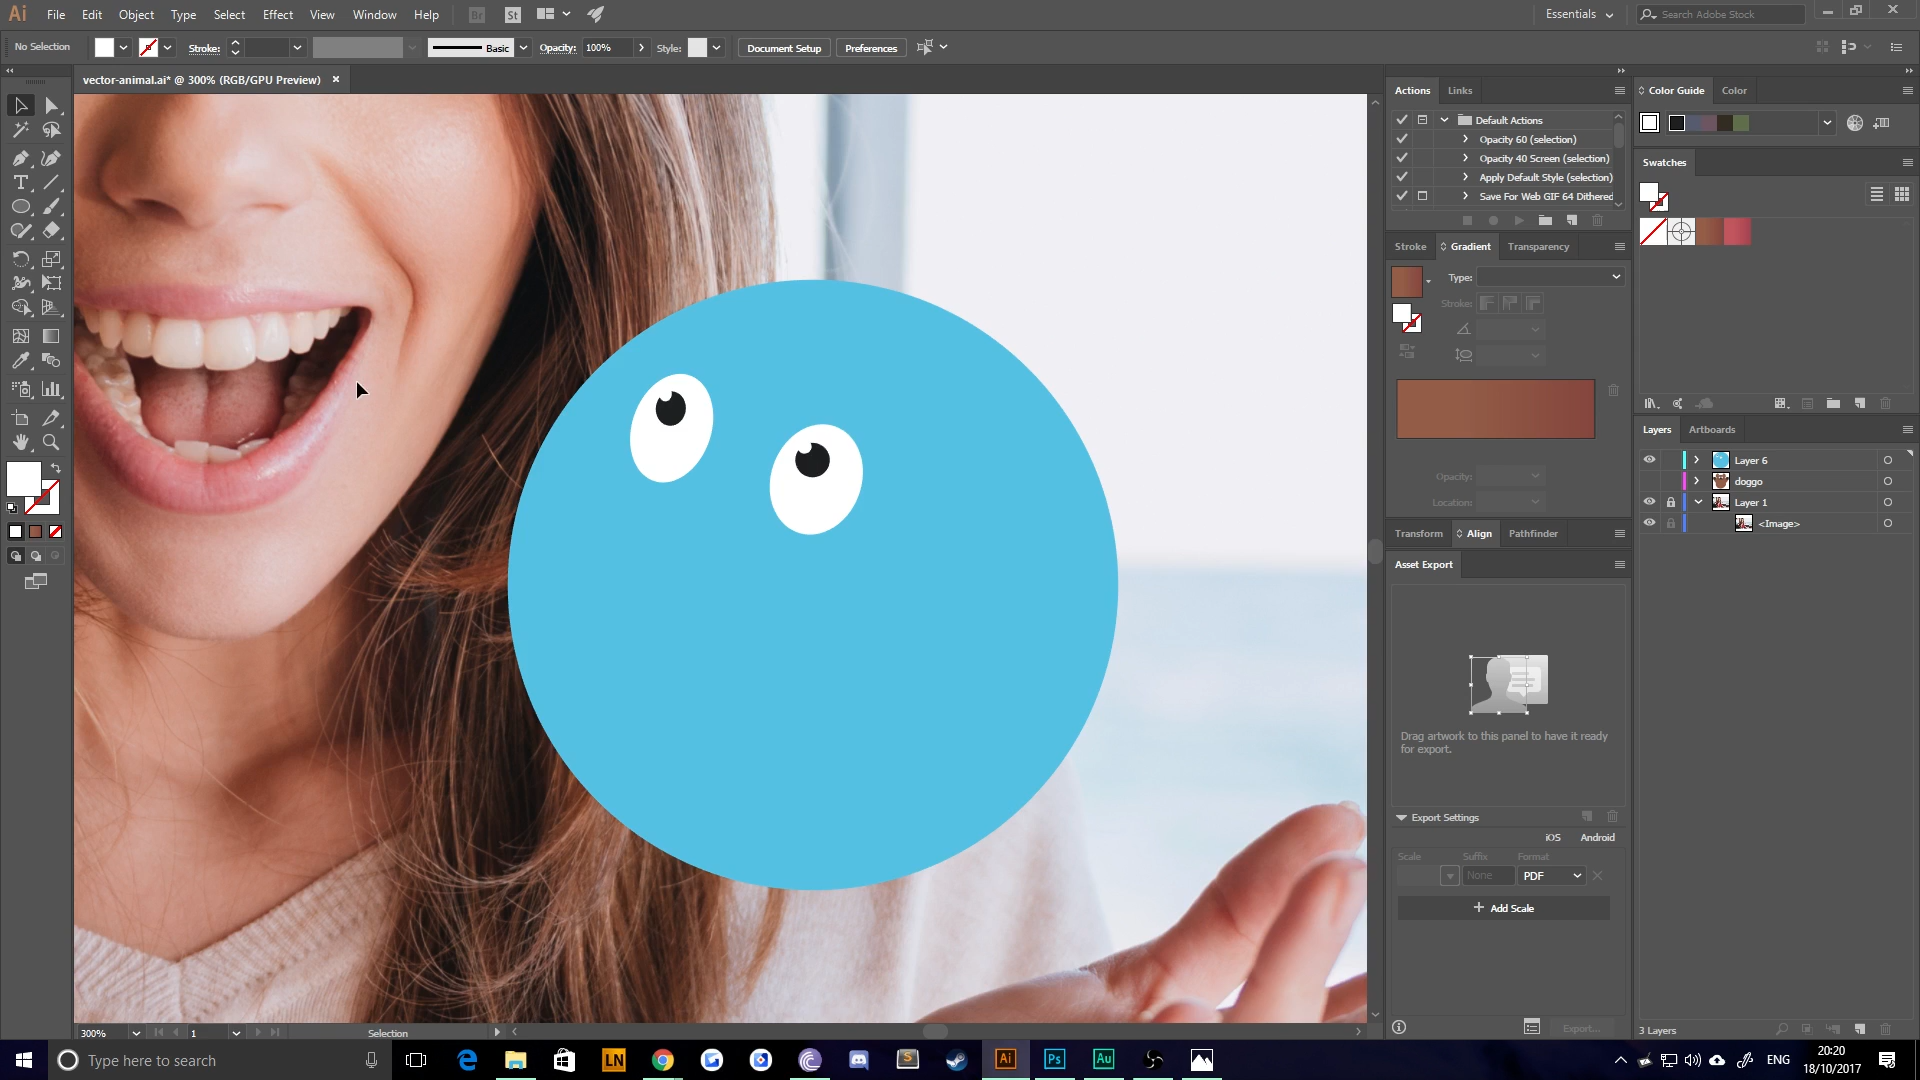 Ai File Edit Object Type Select Effect View Window Help Br St Essentials Search Adobe Stock
No Selection Stroke: Basic Opacity: 100% Style: Document Setup Preferences
vector-animal.ai* @ 300% (RGB/GPU Preview)
Actions Links
Default Actions
Opacity 60 (selection)
Opacity 40 Screen (selection)
Apply Default Style (selection)
Save For Web GIF 64 Dithered
Stroke Gradient Transparency
Type:
Stroke:
Opacity:
Location:
Transform Align Pathfinder
Asset Export
Drag artwork to this panel to have it ready
for export.
Export Settings
iOS Android
Scale Suffix Format
None PDF
Add Scale
Export...
Color Guide Color
Swatches
Layers Artboards
Layer 6
doggo
Layer 1
<Image>
3 Layers
300% 1 Selection
Type here to search
LN S Ai Ps Au
ENG
20:20
18/10/2017